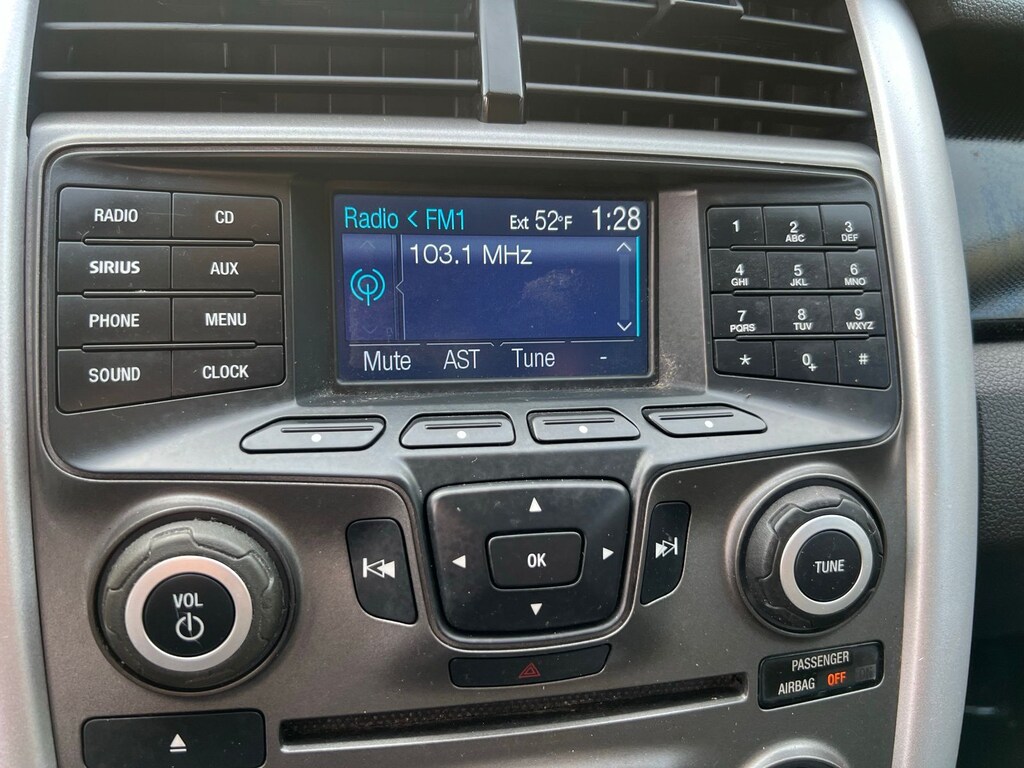 Radio < FM1 Ext 52°F 1:28
103.1 MHz
Mute AST Tune -
RADIO CD
SIRIUS AUX
PHONE MENU
SOUND CLOCK
1 2 ABC 3 DEF
4 GHI 5 JKL 6 MNO
7 PQRS 8 TUV 9 WXYZ
* 0+ #
OK
VOL
TUNE
PASSENGER
AIRBAG OFF